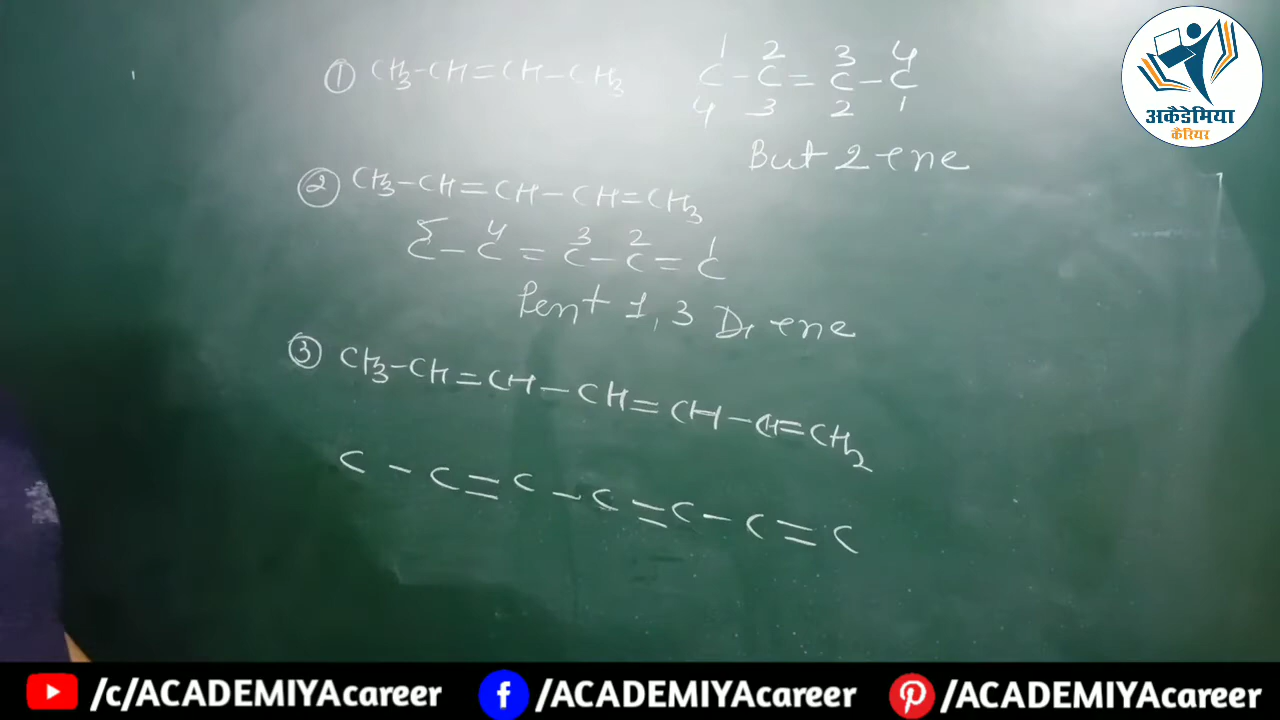 ① CH3-CH=CH-CH3
1 2 3 4
C-C=C-C
4 3 2 1
But 2 ene
② CH3-CH=CH-CH=CH3
5 4 3 2 1
C-C=C-C=C
Pent 1,3 Di ene
③ CH3-CH=CH-CH=CH-CH=CH2
C-C=C-C=C-C=C
अकैडेमिया
कैरियर
/c/ACADEMIYAcareer
f /ACADEMIYAcareer
/ACADEMIYAcareer